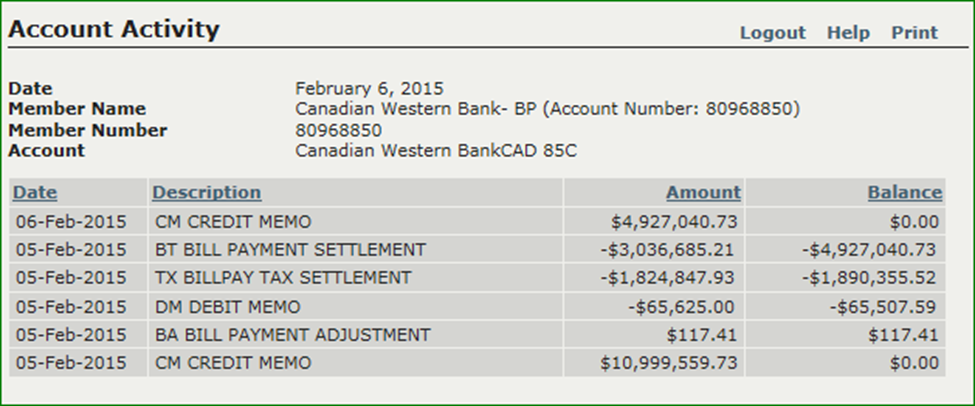 Account Activity Logout Help Print
Date February 6, 2015
Member Name Canadian Western Bank- BP (Account Number: 80968850)
Member Number 80968850
Account Canadian Western BankCAD 85C
Date Description Amount Balance
06-Feb-2015 CM CREDIT MEMO $4,927,040.73 $0.00
05-Feb-2015 BT BILL PAYMENT SETTLEMENT -$3,036,685.21 -$4,927,040.73
05-Feb-2015 TX BILLPAY TAX SETTLEMENT -$1,824,847.93 -$1,890,355.52
05-Feb-2015 DM DEBIT MEMO -$65,625.00 -$65,507.59
05-Feb-2015 BA BILL PAYMENT ADJUSTMENT $117.41 $117.41
05-Feb-2015 CM CREDIT MEMO $10,999,559.73 $0.00